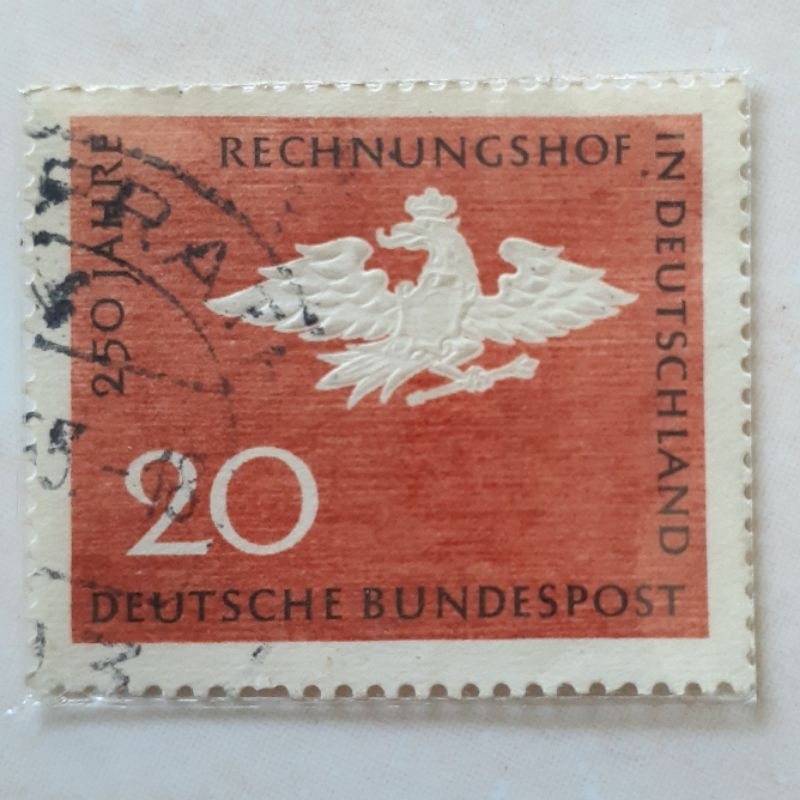 250 JAHRE
RECHNUNGSHOF
IN DEUTSCHLAND
20
DEUTSCHE BUNDESPOST